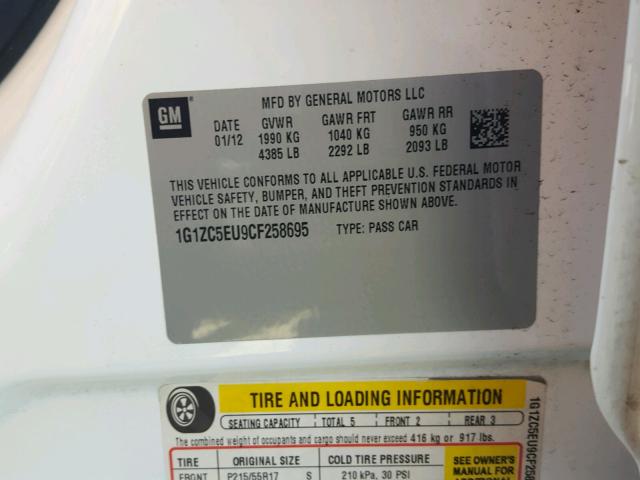 GM
MFD BY GENERAL MOTORS LLC
DATE GVWR GAWR FRT GAWR RR
01/12 1990 KG 1040 KG 950 KG
4385 LB 2292 LB 2093 LB
THIS VEHICLE CONFORMS TO ALL APPLICABLE U.S. FEDERAL MOTOR
VEHICLE SAFETY, BUMPER, AND THEFT PREVENTION STANDARDS IN
EFFECT ON THE DATE OF MANUFACTURE SHOWN ABOVE.
1G1ZC5EU9CF258695 TYPE: PASS CAR
TIRE AND LOADING INFORMATION
SEATING CAPACITY TOTAL 5 FRONT 2 REAR 3
The combined weight of occupants and cargo should never exceed 416 kg or 917 lbs.
TIRE ORIGINAL SIZE COLD TIRE PRESSURE
FRONT P215/55R17 S 210 kPa, 30 PSI
SEE OWNER'S
MANUAL FOR
ADDITIONAL
1G1ZC5EU9CF258